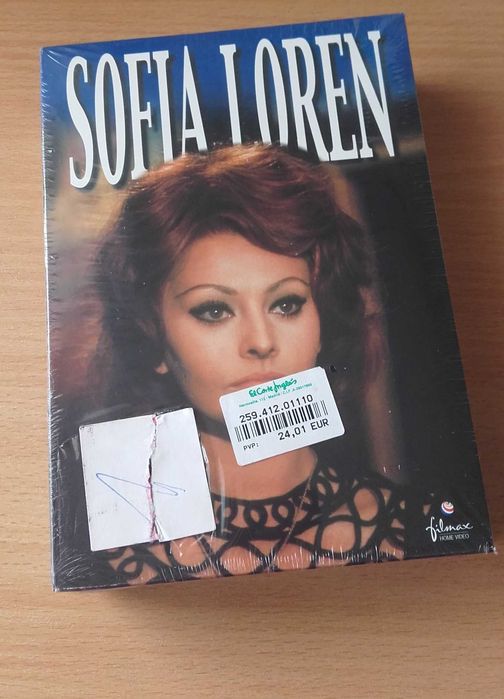 SOFIA LOREN
El Corte Inglés
259.412.01110
PVP:
24,01 EUR
filmax
HOME VIDEO